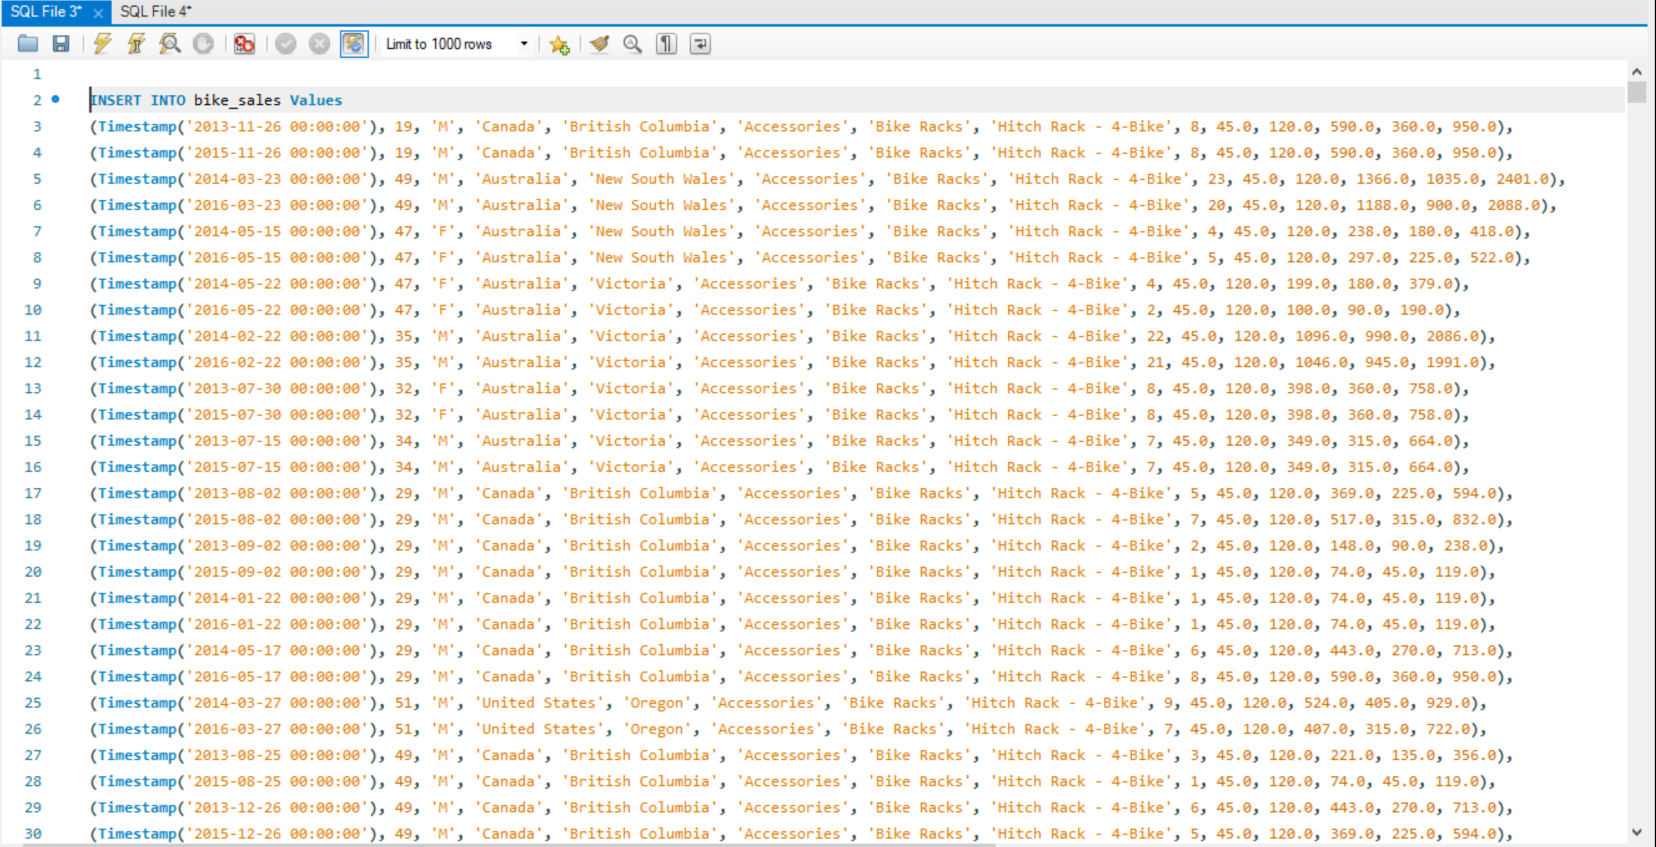 SQL File 3* × SQL File 4*
Limit to 1000 rows
1
2 INSERT INTO bike_sales Values
3 (Timestamp('2013-11-26 00:00:00'), 19, 'M', 'Canada', 'British Columbia', 'Accessories', 'Bike Racks', 'Hitch Rack - 4-Bike', 8, 45.0, 120.0, 590.0, 360.0, 950.0),
4 (Timestamp('2015-11-26 00:00:00'), 19, 'M', 'Canada', 'British Columbia', 'Accessories', 'Bike Racks', 'Hitch Rack - 4-Bike', 8, 45.0, 120.0, 590.0, 360.0, 950.0),
5 (Timestamp('2014-03-23 00:00:00'), 49, 'M', 'Australia', 'New South Wales', 'Accessories', 'Bike Racks', 'Hitch Rack - 4-Bike', 23, 45.0, 120.0, 1366.0, 1035.0, 2401.0),
6 (Timestamp('2016-03-23 00:00:00'), 49, 'M', 'Australia', 'New South Wales', 'Accessories', 'Bike Racks', 'Hitch Rack - 4-Bike', 20, 45.0, 120.0, 1188.0, 900.0, 2088.0),
7 (Timestamp('2014-05-15 00:00:00'), 47, 'F', 'Australia', 'New South Wales', 'Accessories', 'Bike Racks', 'Hitch Rack - 4-Bike', 4, 45.0, 120.0, 238.0, 180.0, 418.0),
8 (Timestamp('2016-05-15 00:00:00'), 47, 'F', 'Australia', 'New South Wales', 'Accessories', 'Bike Racks', 'Hitch Rack - 4-Bike', 5, 45.0, 120.0, 297.0, 225.0, 522.0),
9 (Timestamp('2014-05-22 00:00:00'), 47, 'F', 'Australia', 'Victoria', 'Accessories', 'Bike Racks', 'Hitch Rack - 4-Bike', 4, 45.0, 120.0, 199.0, 180.0, 379.0),
10 (Timestamp('2016-05-22 00:00:00'), 47, 'F', 'Australia', 'Victoria', 'Accessories', 'Bike Racks', 'Hitch Rack - 4-Bike', 2, 45.0, 120.0, 100.0, 90.0, 190.0),
11 (Timestamp('2014-02-22 00:00:00'), 35, 'M', 'Australia', 'Victoria', 'Accessories', 'Bike Racks', 'Hitch Rack - 4-Bike', 22, 45.0, 120.0, 1096.0, 990.0, 2086.0),
12 (Timestamp('2016-02-22 00:00:00'), 35, 'M', 'Australia', 'Victoria', 'Accessories', 'Bike Racks', 'Hitch Rack - 4-Bike', 21, 45.0, 120.0, 1046.0, 945.0, 1991.0),
13 (Timestamp('2013-07-30 00:00:00'), 32, 'F', 'Australia', 'Victoria', 'Accessories', 'Bike Racks', 'Hitch Rack - 4-Bike', 8, 45.0, 120.0, 398.0, 360.0, 758.0),
14 (Timestamp('2015-07-30 00:00:00'), 32, 'F', 'Australia', 'Victoria', 'Accessories', 'Bike Racks', 'Hitch Rack - 4-Bike', 8, 45.0, 120.0, 398.0, 360.0, 758.0),
15 (Timestamp('2013-07-15 00:00:00'), 34, 'M', 'Australia', 'Victoria', 'Accessories', 'Bike Racks', 'Hitch Rack - 4-Bike', 7, 45.0, 120.0, 349.0, 315.0, 664.0),
16 (Timestamp('2015-07-15 00:00:00'), 34, 'M', 'Australia', 'Victoria', 'Accessories', 'Bike Racks', 'Hitch Rack - 4-Bike', 7, 45.0, 120.0, 349.0, 315.0, 664.0),
17 (Timestamp('2013-08-02 00:00:00'), 29, 'M', 'Canada', 'British Columbia', 'Accessories', 'Bike Racks', 'Hitch Rack - 4-Bike', 5, 45.0, 120.0, 369.0, 225.0, 594.0),
18 (Timestamp('2015-08-02 00:00:00'), 29, 'M', 'Canada', 'British Columbia', 'Accessories', 'Bike Racks', 'Hitch Rack - 4-Bike', 7, 45.0, 120.0, 517.0, 315.0, 832.0),
19 (Timestamp('2013-09-02 00:00:00'), 29, 'M', 'Canada', 'British Columbia', 'Accessories', 'Bike Racks', 'Hitch Rack - 4-Bike', 2, 45.0, 120.0, 148.0, 90.0, 238.0),
20 (Timestamp('2015-09-02 00:00:00'), 29, 'M', 'Canada', 'British Columbia', 'Accessories', 'Bike Racks', 'Hitch Rack - 4-Bike', 1, 45.0, 120.0, 74.0, 45.0, 119.0),
21 (Timestamp('2014-01-22 00:00:00'), 29, 'M', 'Canada', 'British Columbia', 'Accessories', 'Bike Racks', 'Hitch Rack - 4-Bike', 1, 45.0, 120.0, 74.0, 45.0, 119.0),
22 (Timestamp('2016-01-22 00:00:00'), 29, 'M', 'Canada', 'British Columbia', 'Accessories', 'Bike Racks', 'Hitch Rack - 4-Bike', 1, 45.0, 120.0, 74.0, 45.0, 119.0),
23 (Timestamp('2014-05-17 00:00:00'), 29, 'M', 'Canada', 'British Columbia', 'Accessories', 'Bike Racks', 'Hitch Rack - 4-Bike', 6, 45.0, 120.0, 443.0, 270.0, 713.0),
24 (Timestamp('2016-05-17 00:00:00'), 29, 'M', 'Canada', 'British Columbia', 'Accessories', 'Bike Racks', 'Hitch Rack - 4-Bike', 8, 45.0, 120.0, 590.0, 360.0, 950.0),
25 (Timestamp('2014-03-27 00:00:00'), 51, 'M', 'United States', 'Oregon', 'Accessories', 'Bike Racks', 'Hitch Rack - 4-Bike', 9, 45.0, 120.0, 524.0, 405.0, 929.0),
26 (Timestamp('2016-03-27 00:00:00'), 51, 'M', 'United States', 'Oregon', 'Accessories', 'Bike Racks', 'Hitch Rack - 4-Bike', 7, 45.0, 120.0, 407.0, 315.0, 722.0),
27 (Timestamp('2013-08-25 00:00:00'), 49, 'M', 'Canada', 'British Columbia', 'Accessories', 'Bike Racks', 'Hitch Rack - 4-Bike', 3, 45.0, 120.0, 221.0, 135.0, 356.0),
28 (Timestamp('2015-08-25 00:00:00'), 49, 'M', 'Canada', 'British Columbia', 'Accessories', 'Bike Racks', 'Hitch Rack - 4-Bike', 1, 45.0, 120.0, 74.0, 45.0, 119.0),
29 (Timestamp('2013-12-26 00:00:00'), 49, 'M', 'Canada', 'British Columbia', 'Accessories', 'Bike Racks', 'Hitch Rack - 4-Bike', 6, 45.0, 120.0, 443.0, 270.0, 713.0),
30 (Timestamp('2015-12-26 00:00:00'), 49, 'M', 'Canada', 'British Columbia', 'Accessories', 'Bike Racks', 'Hitch Rack - 4-Bike', 5, 45.0, 120.0, 369.0, 225.0, 594.0),